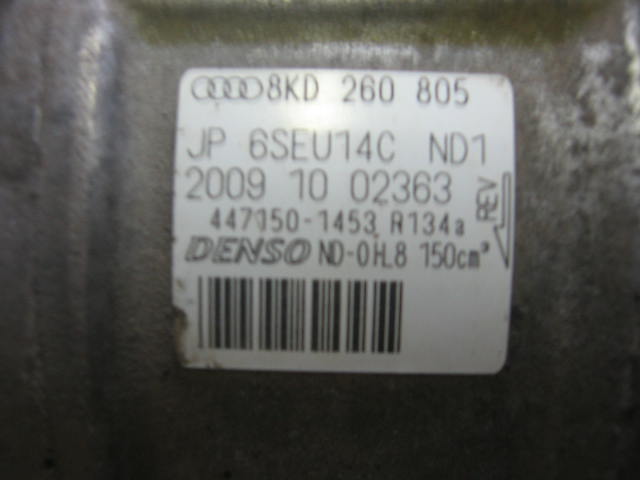 8KD 260 805
JP 6SEU14C ND1
2009 10 02363
447150-1453 R134a
REV
DENSO ND-OIL8 150cm³